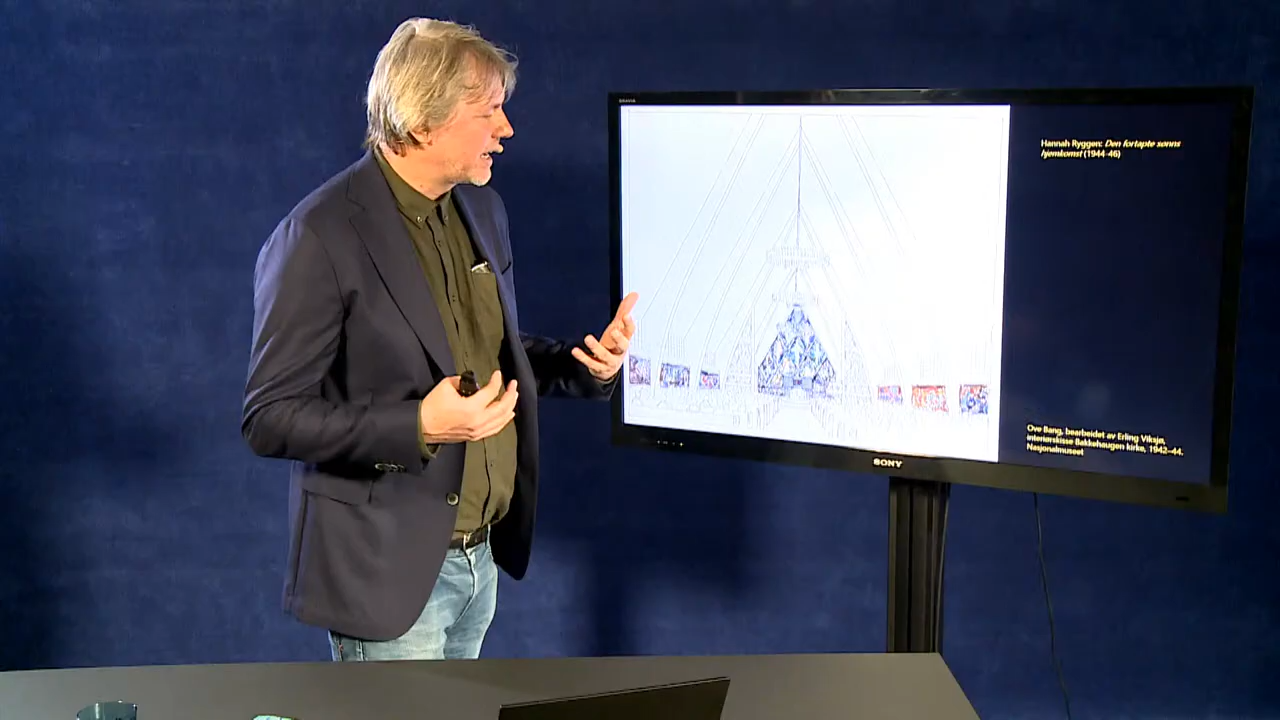 BRAVIA
Hannah Ryggen: Den fortapte sønns
hjemkomst (1944-46)
Ove Bang, bearbeidet av Erling Viksjø,
interiørskisse Bakkehaugen kirke, 1942–44.
Nasjonalmuseet
SONY